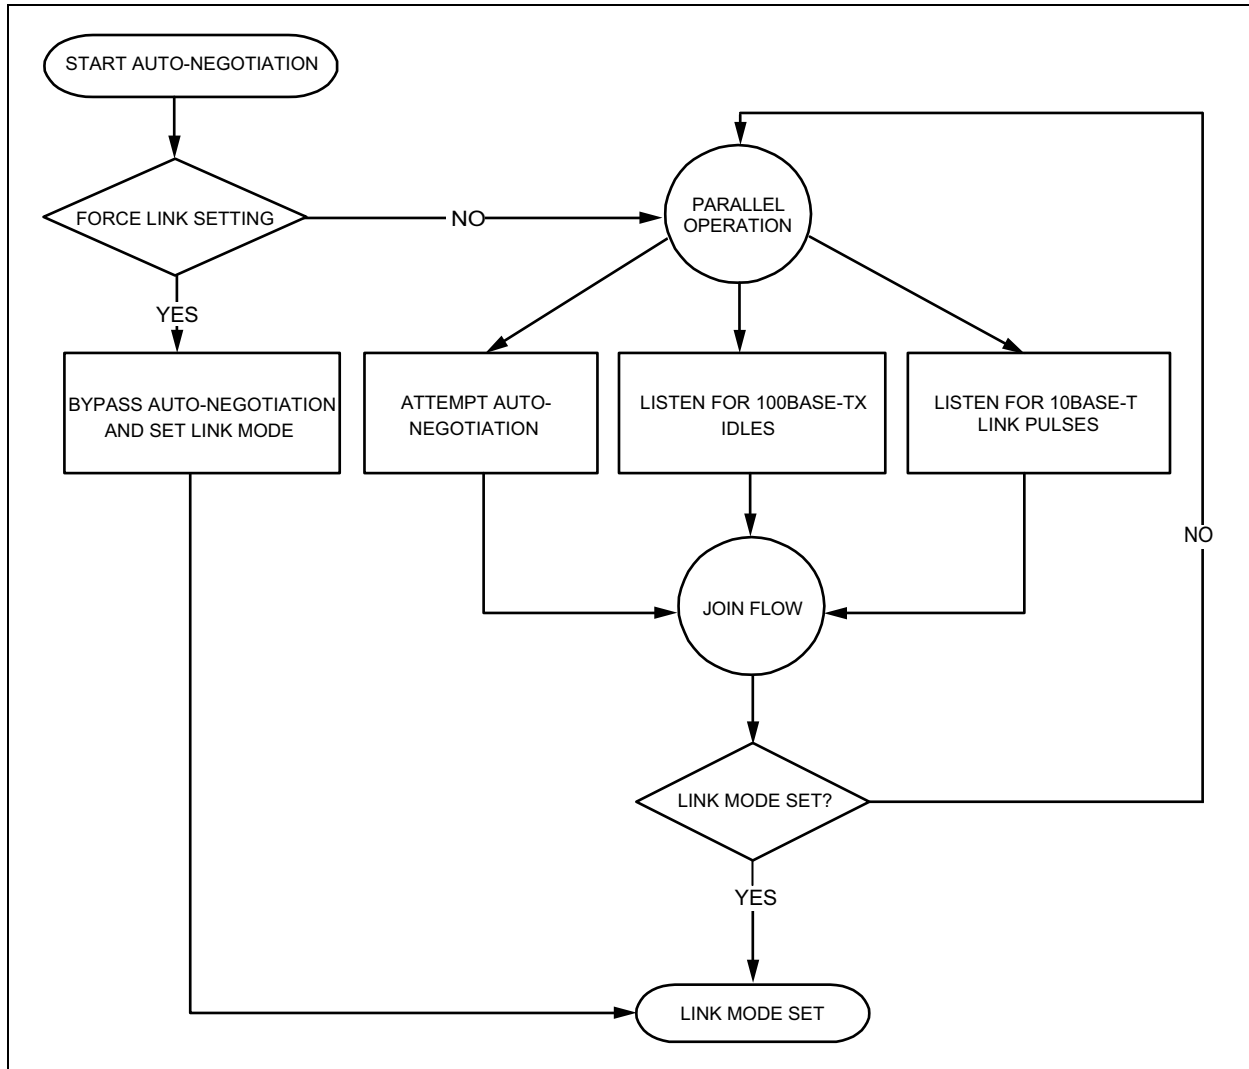 START AUTO-NEGOTIATION
FORCE LINK SETTING
NO
PARALLEL
OPERATION
YES
BYPASS AUTO-NEGOTIATION
AND SET LINK MODE
ATTEMPT AUTO-
NEGOTIATION
LISTEN FOR 100BASE-TX
IDLES
LISTEN FOR 10BASE-T
LINK PULSES
NO
JOIN FLOW
LINK MODE SET?
YES
LINK MODE SET